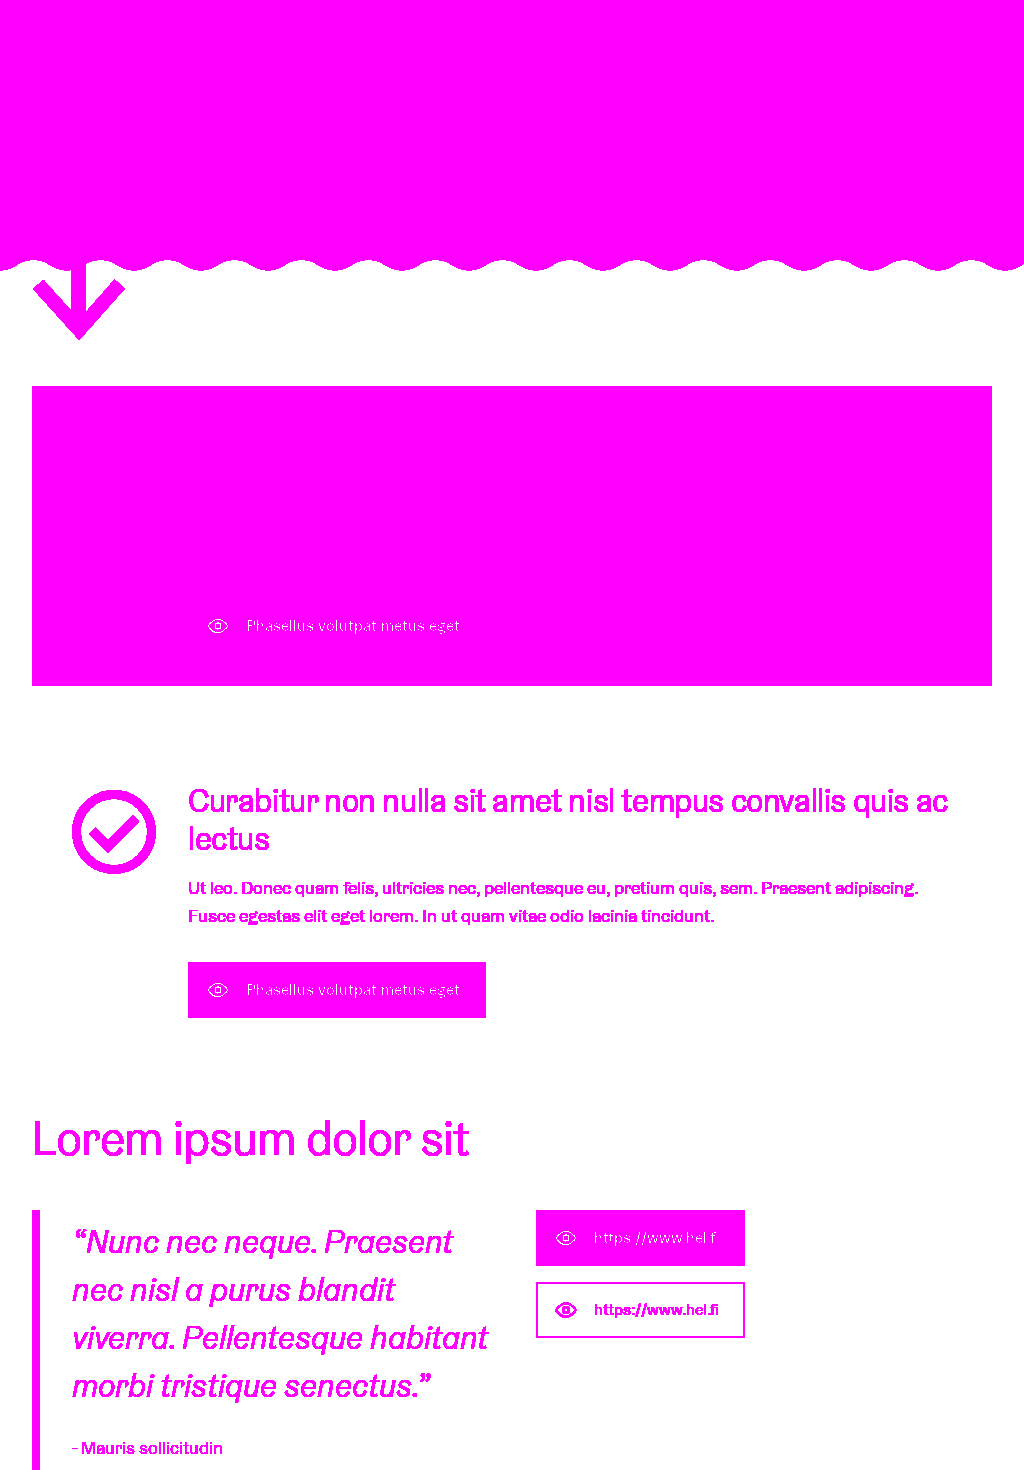 Phasellus volutpat metus eget
Curabitur non nulla sit amet nisl tempus convallis quis ac
lectus
Ut leo. Donec quam felis, ultricies nec, pellentesque eu, pretium quis, sem. Praesent adipiscing.
Fusce egestas elit eget lorem. In ut quam vitae odio lacinia tincidunt.
Phasellus volutpat metus eget
Lorem ipsum dolor sit
“Nunc nec neque. Praesent
nec nisl a purus blandit
viverra. Pellentesque habitant
morbi tristique senectus.”
- Mauris sollicitudin
https://www.hel.fi
https://www.hel.fi